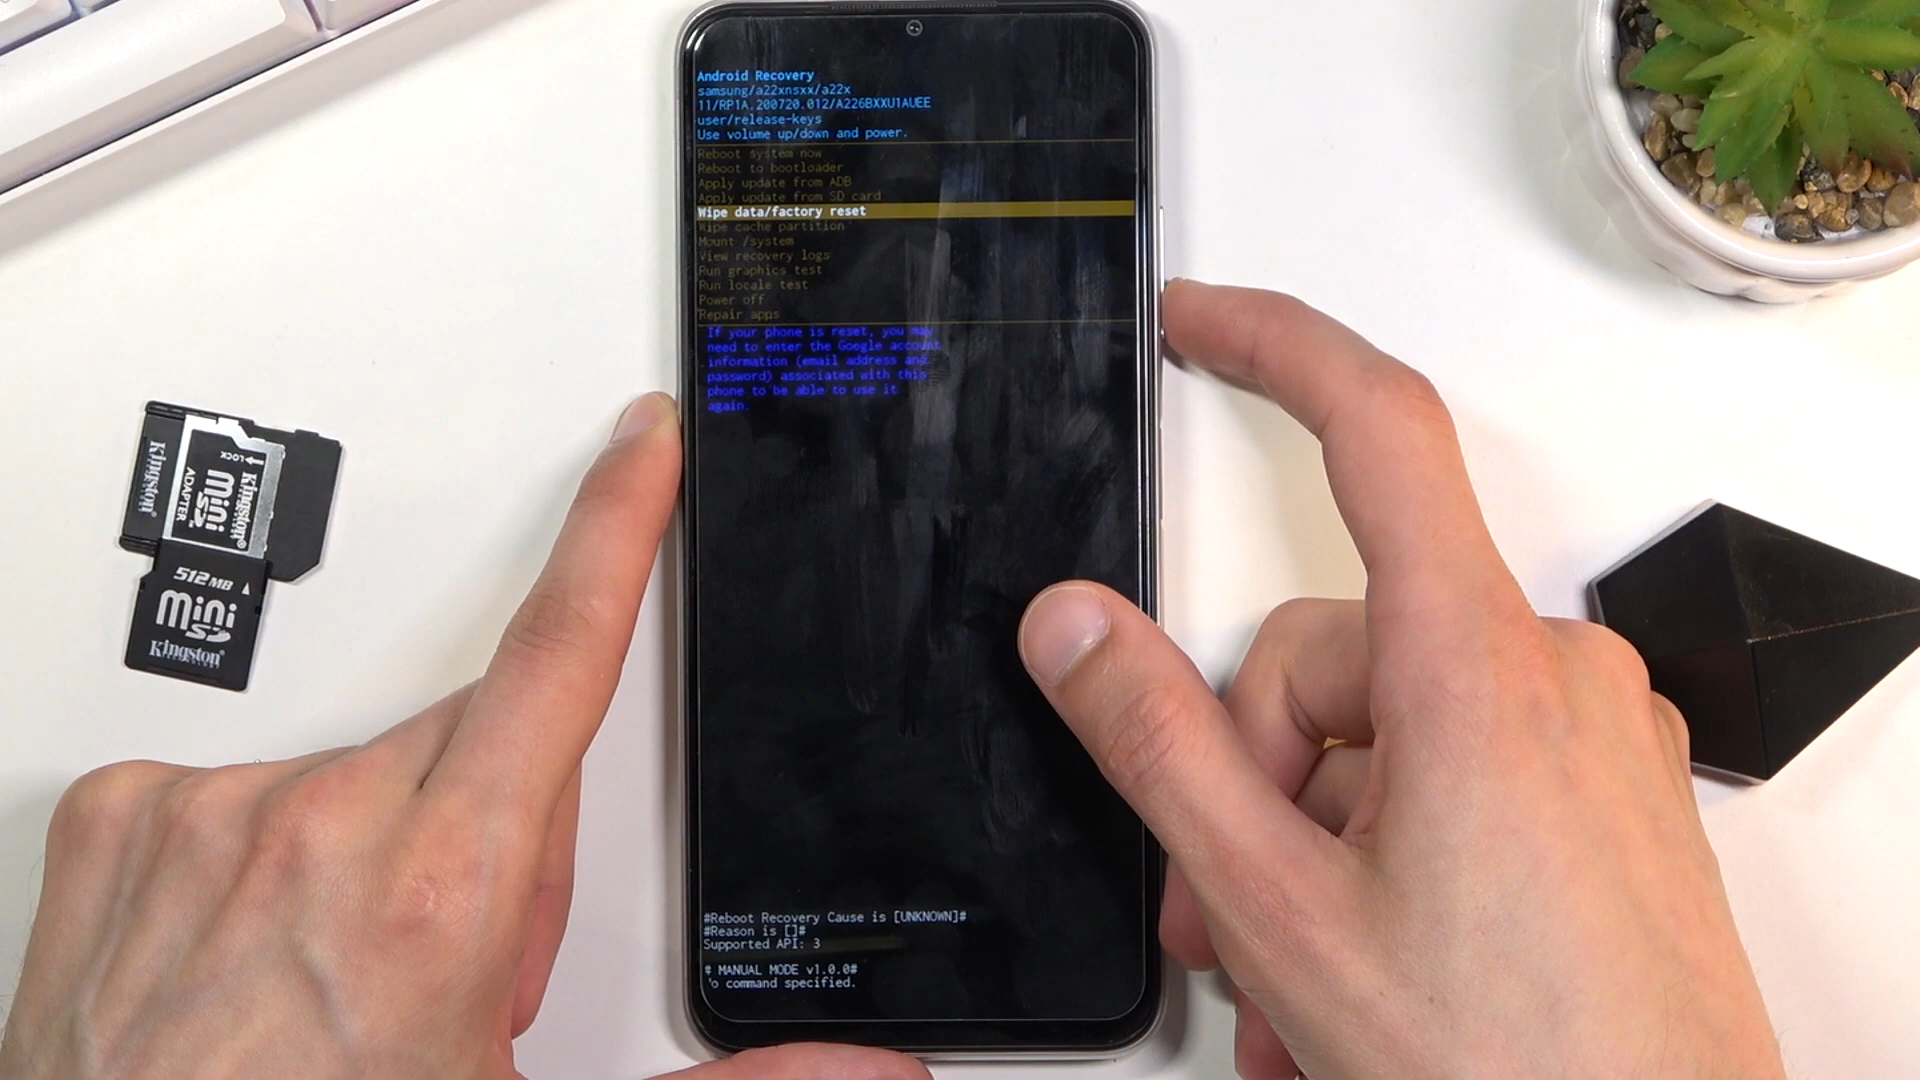 Android Recovery
samsung/a22xnsxx/a22x
11/RP1A.200720.012/A226BXXU1AUEE
user/release-keys
Use volume up/down and power.
Reboot system now
Reboot to bootloader
Apply update from ADB
Apply update from SD card
Wipe data/factory reset
Wipe cache partition
Mount /system
View recovery logs
Run graphics test
Run locale test
Power off
Repair apps
If your phone is reset, you may
need to enter the Google account
information (email address and
password) associated with this
phone to be able to use it
again.
#Reboot Recovery Cause is [UNKNOWN]#
#Reason is []#
Supported API: 3
# MANUAL MODE v1.0.0#
o command specified.
Kingston
LOCK
Kingston
mini
SD
ADAPTER
512 MB
mini
SD
Kingston